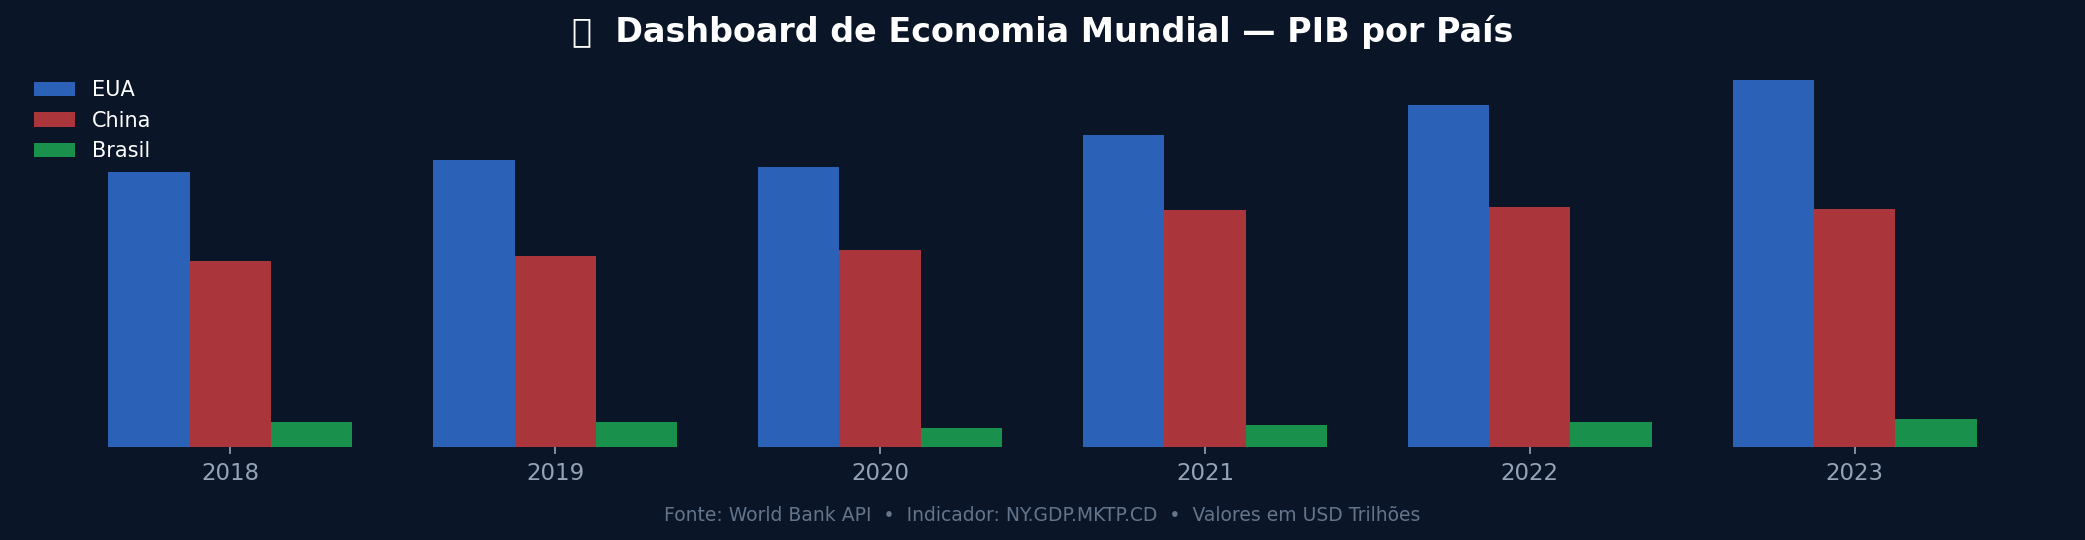 Dashboard de Economia Mundial — PIB por País
EUA
China
Brasil
2018 2019 2020 2021 2022 2023
Fonte: World Bank API • Indicador: NY.GDP.MKTP.CD • Valores em USD Trilhões